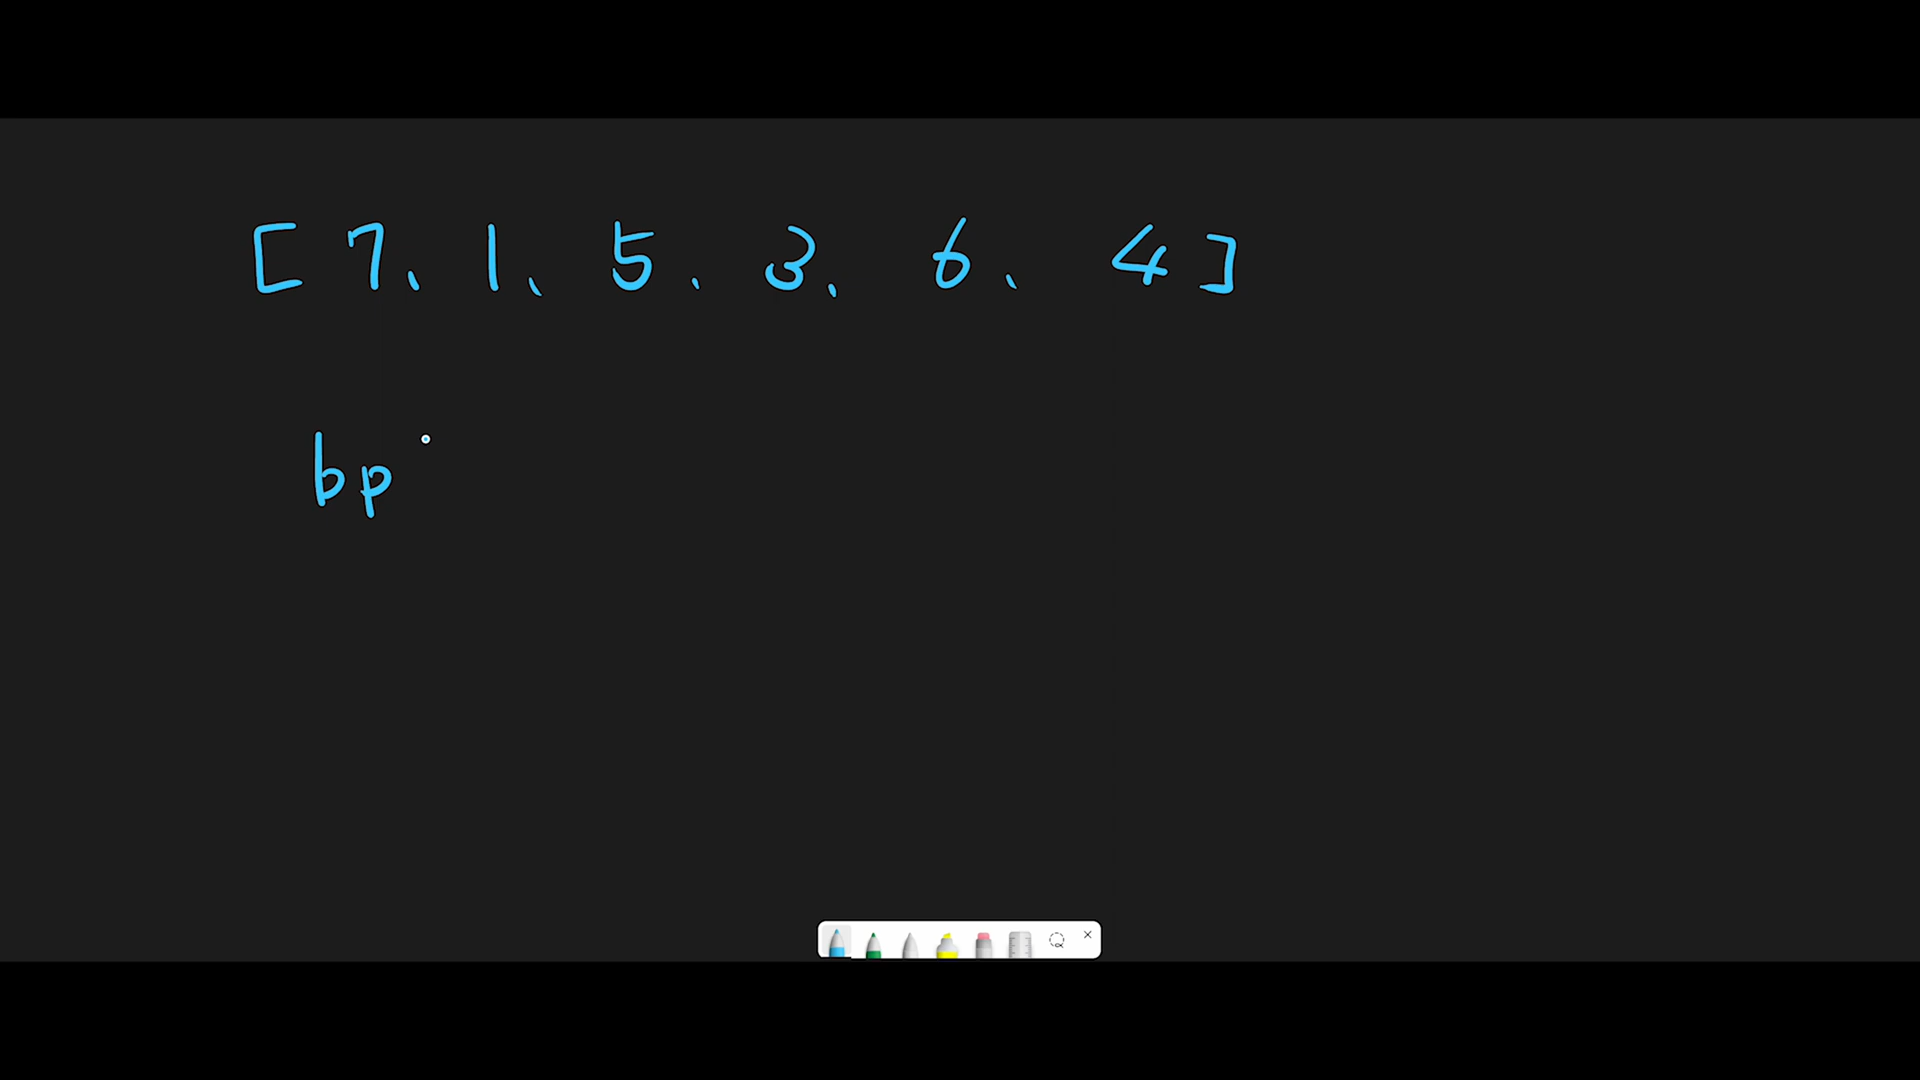 [7, 1, 5, 3, 6, 4]
bp